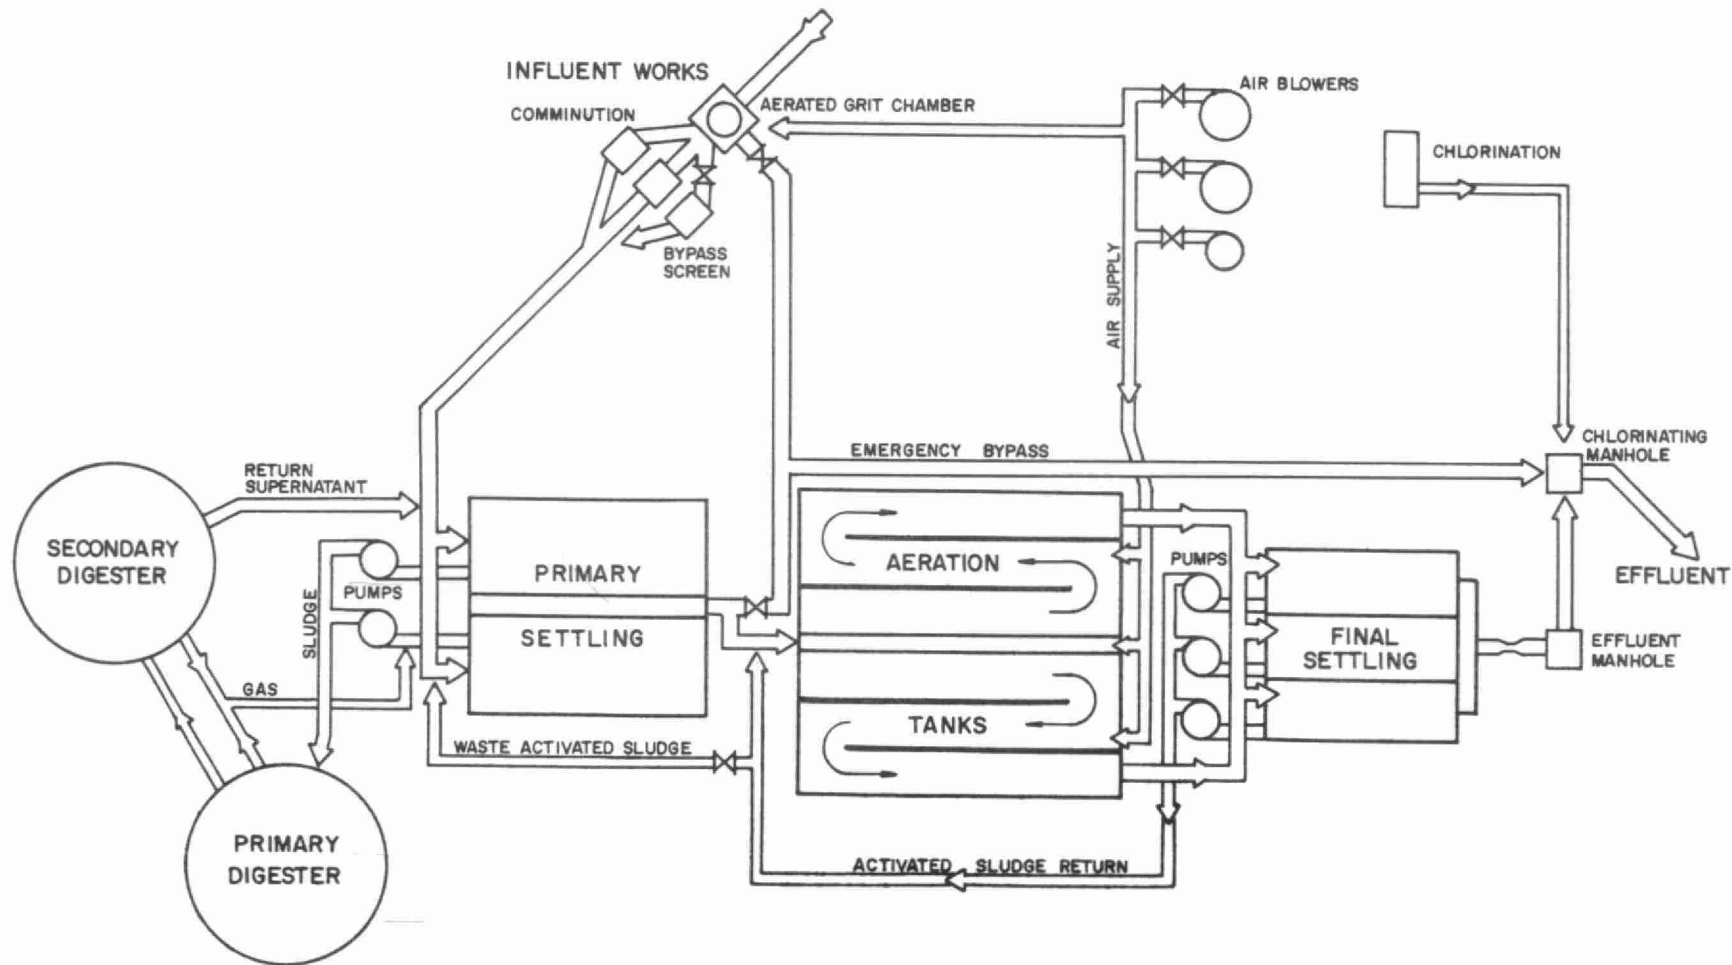 INFLUENT WORKS
COMMINUTION
AERATED GRIT CHAMBER
AIR BLOWERS
CHLORINATION
BYPASS
SCREEN
AIR SUPPLY
EMERGENCY BYPASS
CHLORINATING
MANHOLE
RETURN
SUPERNATANT
SECONDARY
DIGESTER
SLUDGE
PUMPS
PRIMARY
SETTLING
AERATION
TANKS
PUMPS
FINAL
SETTLING
EFFLUENT
EFFLUENT
MANHOLE
GAS
WASTE ACTIVATED SLUDGE
PRIMARY
DIGESTER
ACTIVATED SLUDGE RETURN